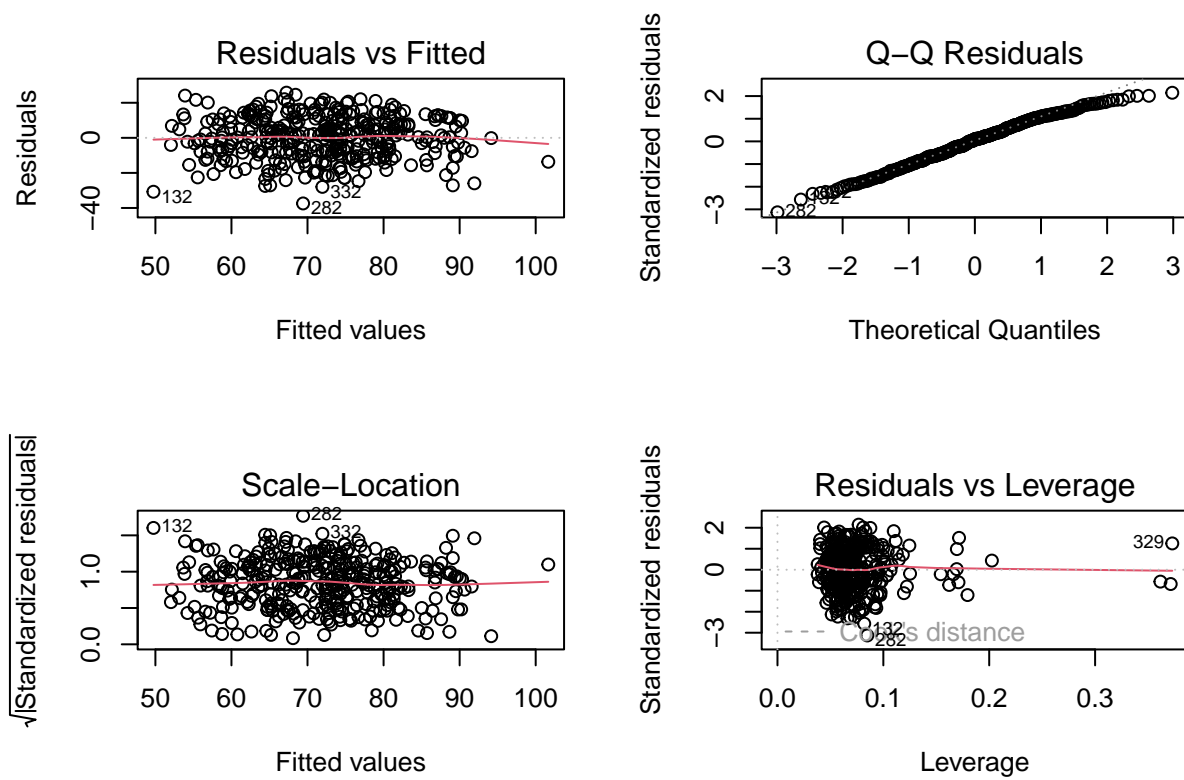 Residuals vs Fitted
Residuals
0
−40
132
332
282
50 60 70 80 90 100
Fitted values
Q−Q Residuals
Standardized residuals
2
0
−3
282
−3 −2 −1 0 1 2 3
Theoretical Quantiles
Scale−Location
√|Standardized residuals|
1.0
0.0
132
282
332
50 60 70 80 90 100
Fitted values
Residuals vs Leverage
Standardized residuals
2
0
−3
329
132
282
Cook's distance
0.0 0.1 0.2 0.3
Leverage